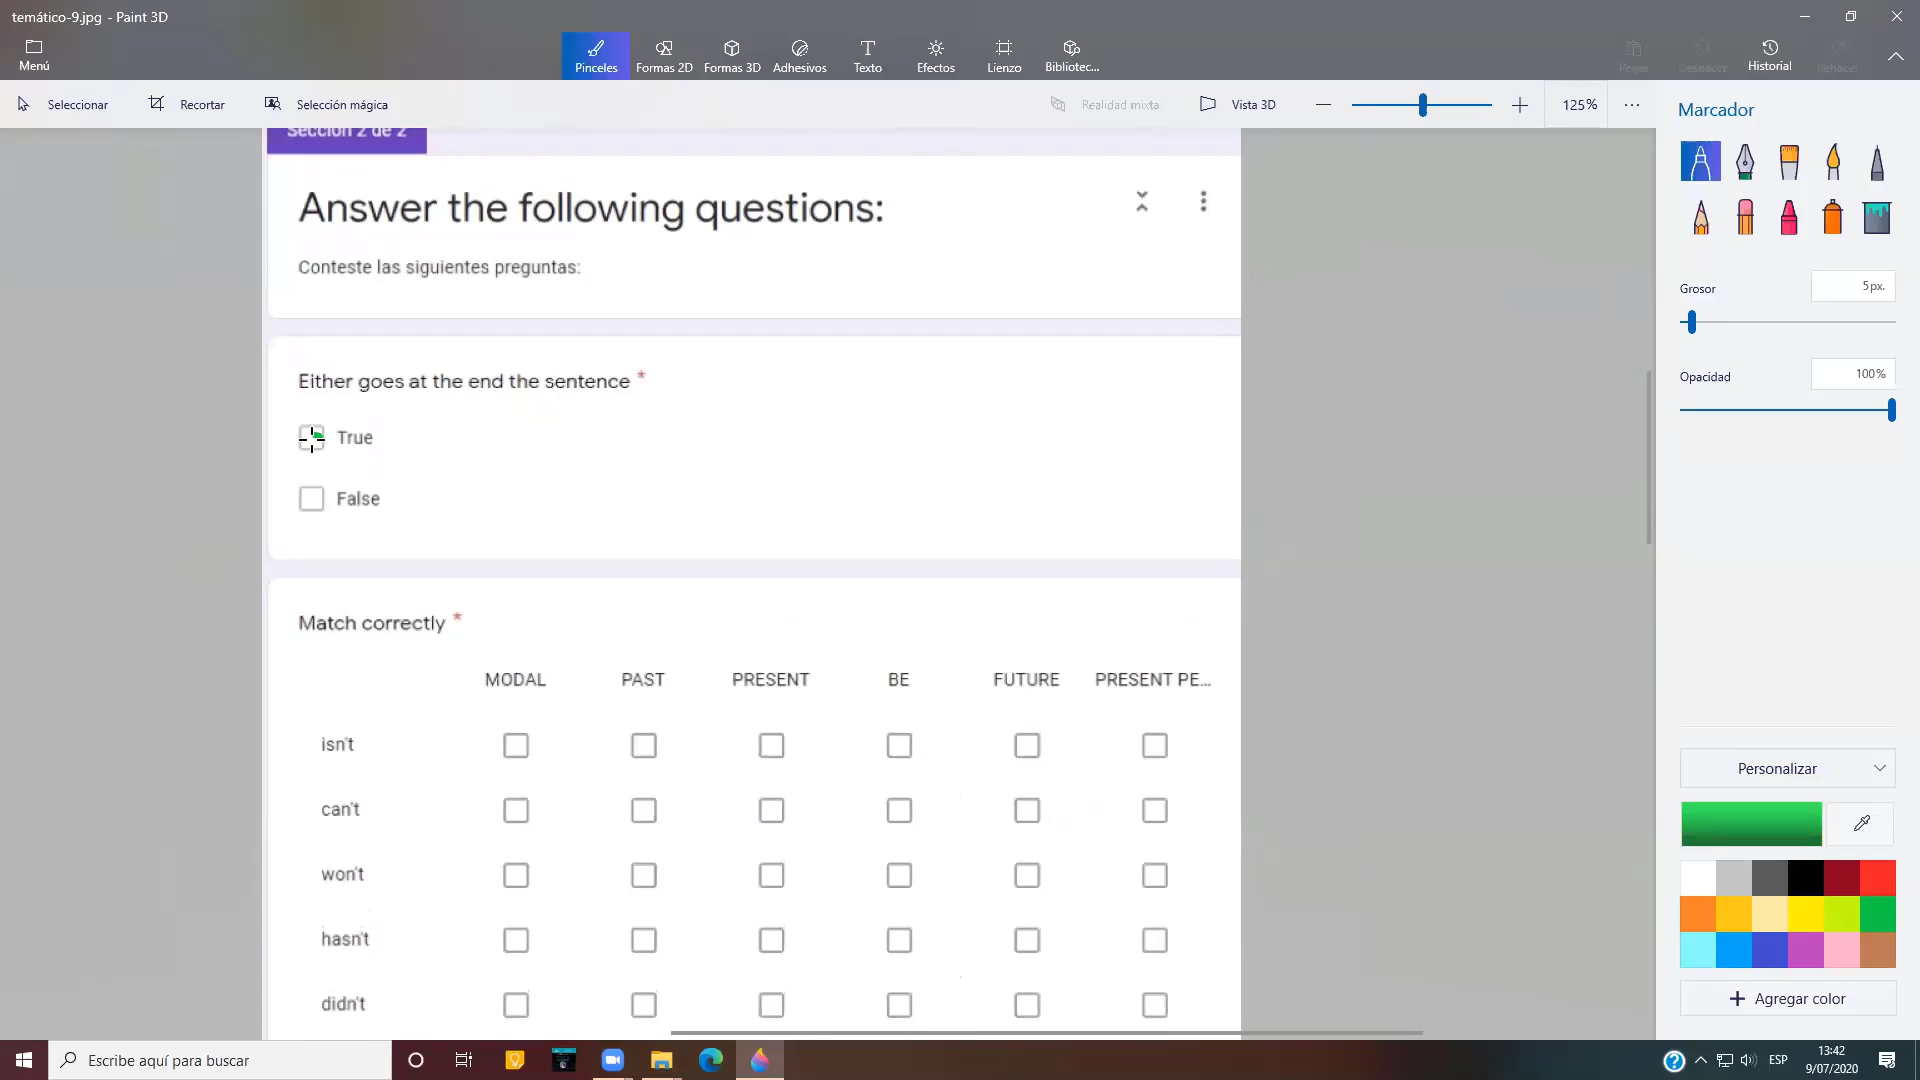 temático-9.jpg - Paint 3D
Menú
Pinceles
Formas 2D
Formas 3D
Adhesivos
Texto
Efectos
Lienzo
Bibliotec...
Pegar
Deshacer
Historial
Rehacer
Seleccionar
Recortar
Selección mágica
Realidad mixta
Vista 3D
125%
Marcador
Sección 2 de 2
Answer the following questions:
Conteste las siguientes preguntas:
Grosor
5px.
Opacidad
100%
Either goes at the end the sentence *
True
False
Match correctly *
MODAL PAST PRESENT BE FUTURE PRESENT PE...
isn't
can't
won't
hasn't
didn't
Personalizar
Agregar color
Escribe aquí para buscar
ESP
13:42
9/07/2020